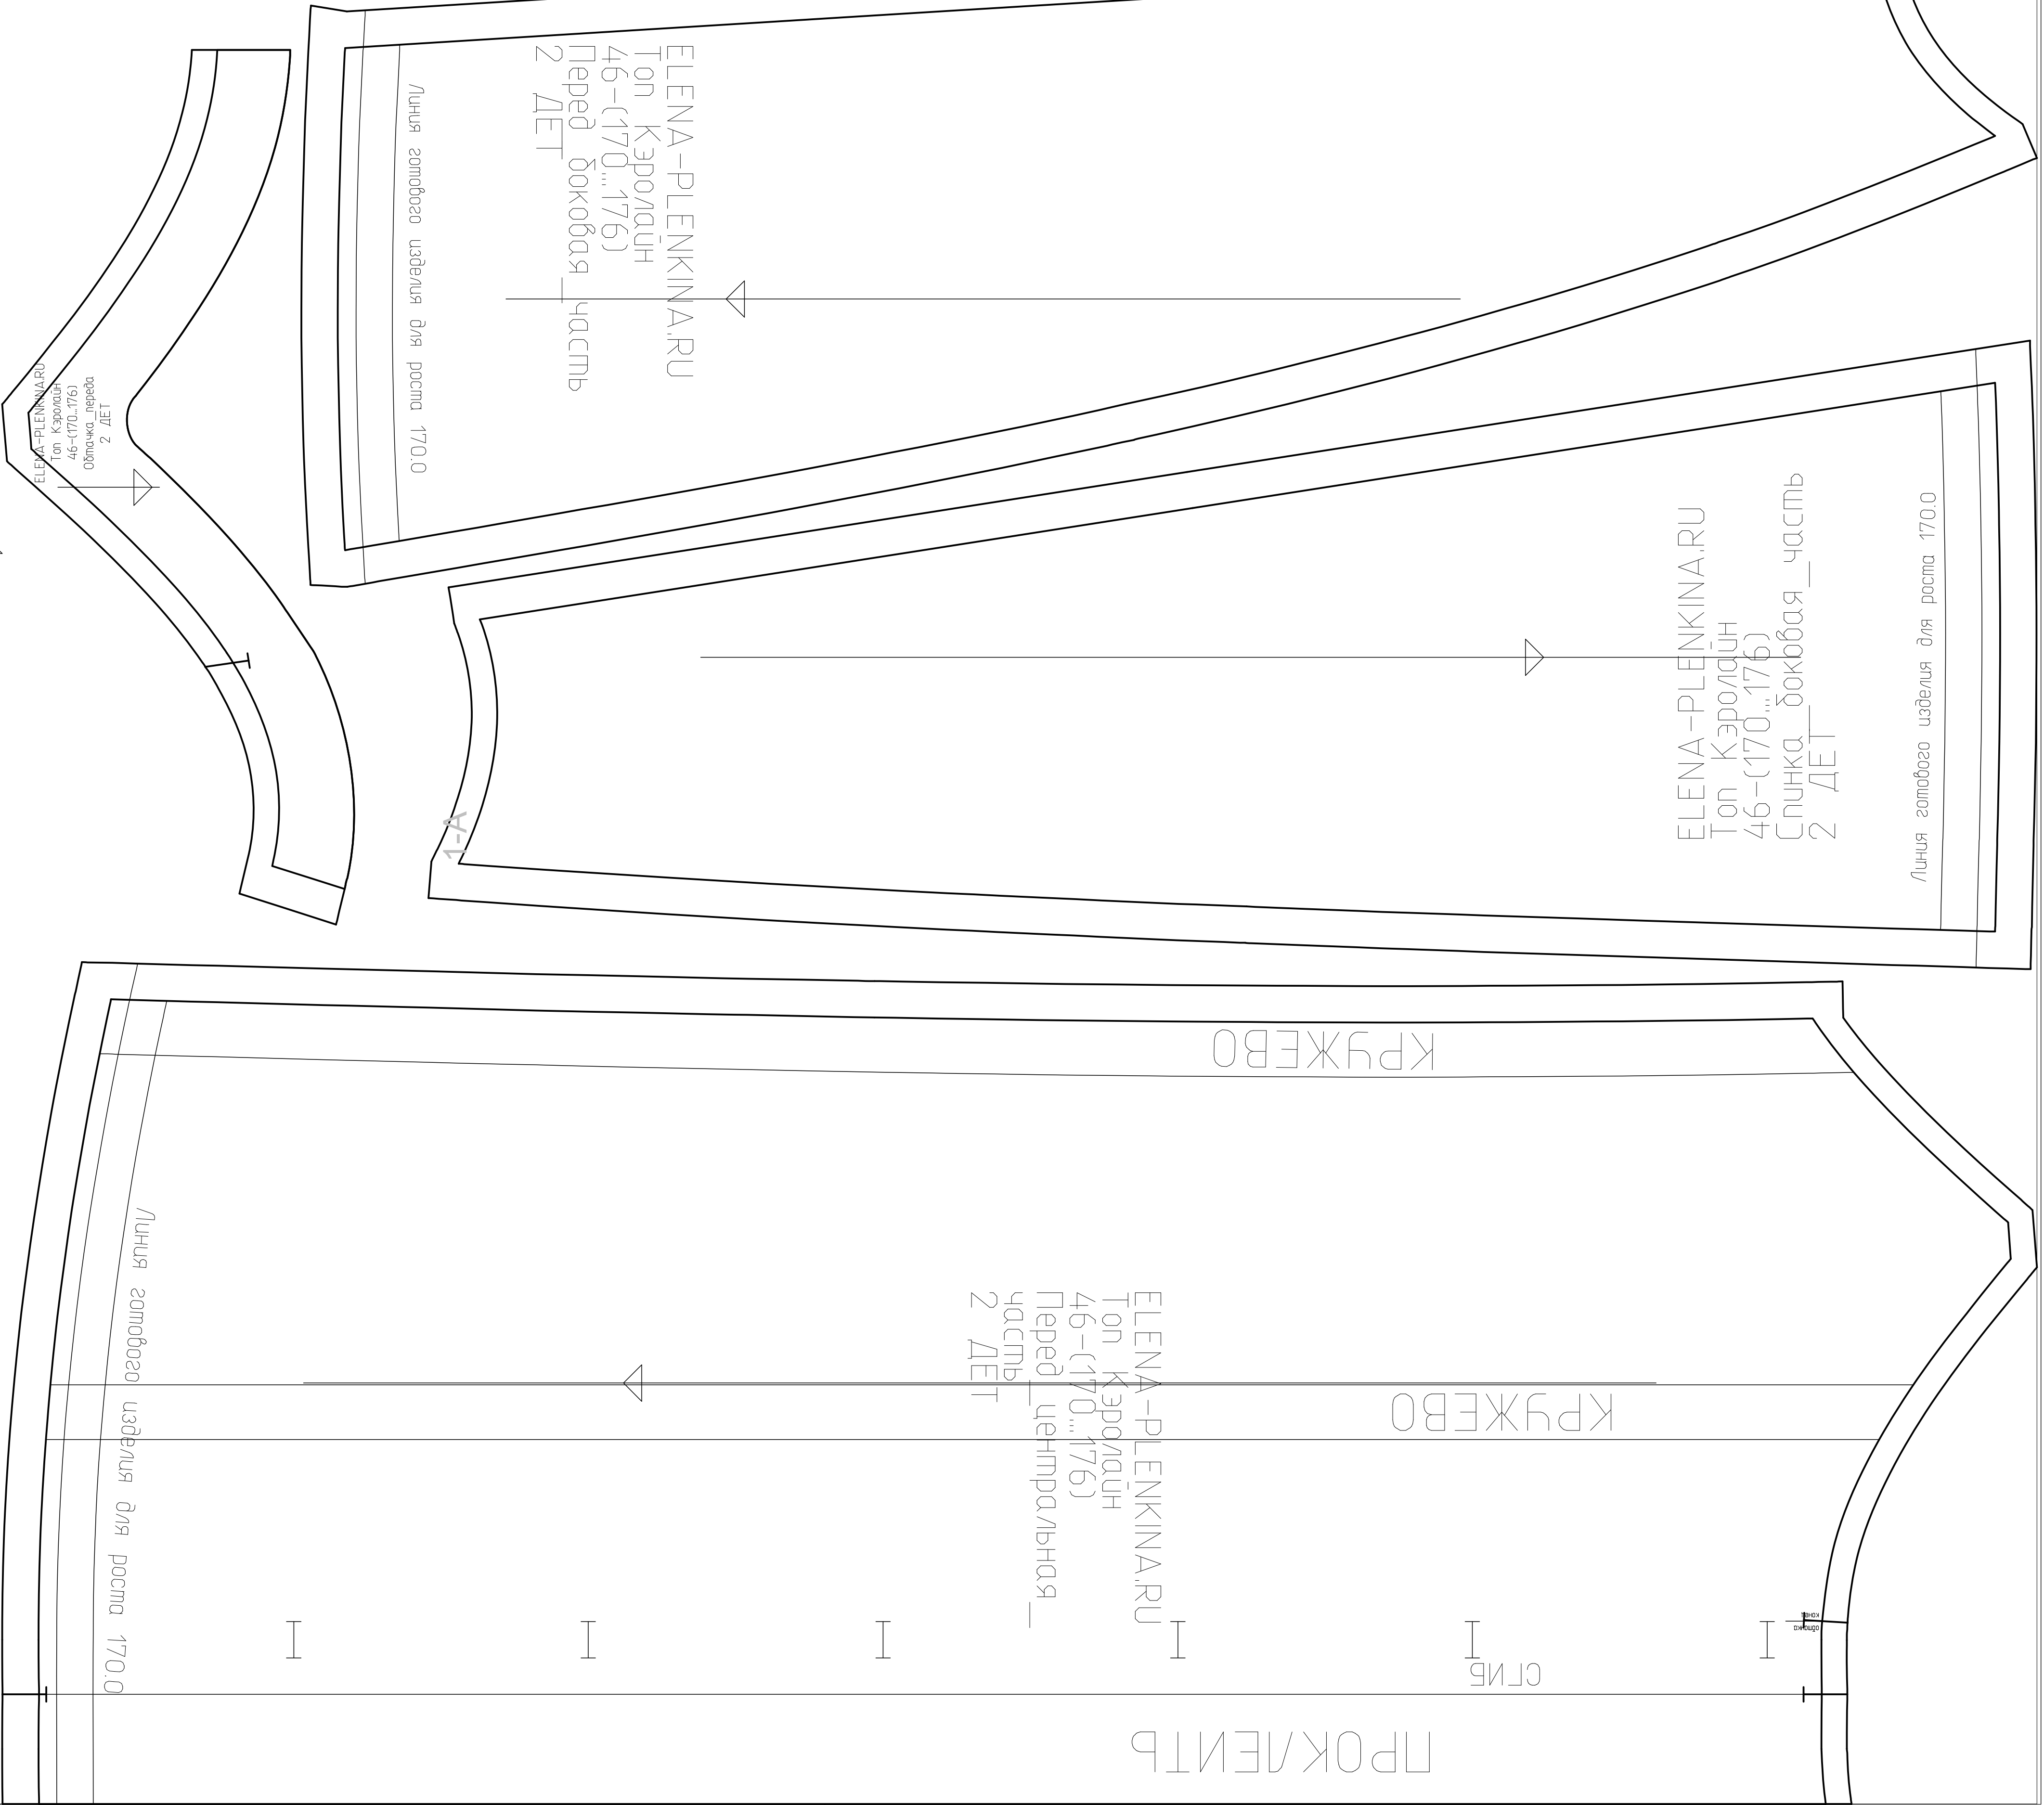 ELENA-PLENKINA.RU
Топ Кэролайн
46-(170...176)
Перед_боковая_часть
2 ДЕТ
Линия готового изделия для роста 170.0
ELENA-PLENKINA.RU
Топ Кэролайн
46-(170...176)
Обтачка_переда
2 ДЕТ
ELENA-PLENKINA.RU
Топ Кэролайн
46-(170...176)
Спинка_боковая_часть
2 ДЕТ
Линия готового изделия для роста 170.0
1-A
КРУЖЕВО
Линия готового изделия для роста 170.0
ELENA-PLENKINA.RU
Топ Кэролайн
46-(170...176)
Перед_центральная_
часть
2 ДЕТ
КРУЖЕВО
конец
обтачка
СГИБ
ПРОКЛЕИТЬ